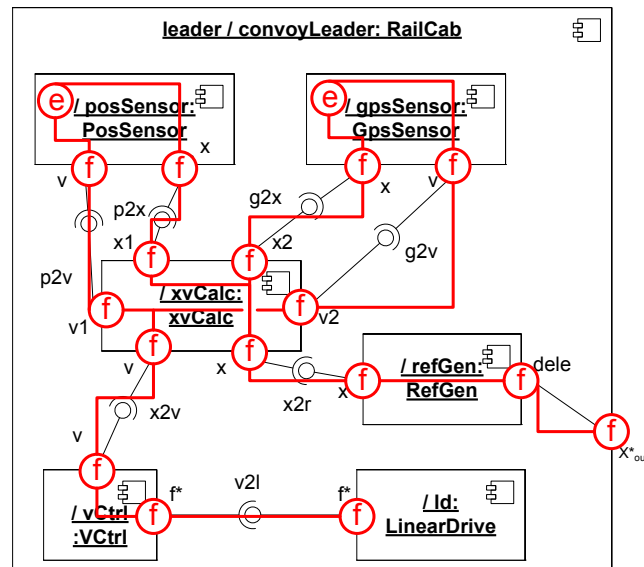 leader / convoyLeader: RailCab
e
/ posSensor:
PosSensor
e
/ gpsSensor:
GpsSensor
f
v
f
x
f
x
f
v
p2x
g2x
x1
x2
g2v
f
f
p2v
/ xvCalc:
xvCalc
f
v1
f
v2
f
v
f
x
/ refGen:
RefGen
f
x
f
dele
x2v
x2r
f
X*ou
v
f
/ vCtrl
:VCtrl
f
f*
v2l
f
f*
/ ld:
LinearDrive